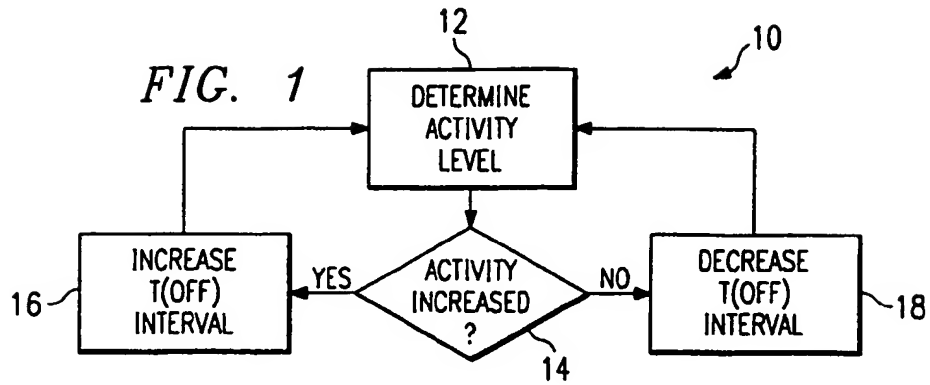 FIG. 1
12
10
DETERMINE
ACTIVITY
LEVEL
16
INCREASE
T(OFF)
INTERVAL
YES
ACTIVITY
INCREASED
?
14
NO
DECREASE
T(OFF)
INTERVAL
18